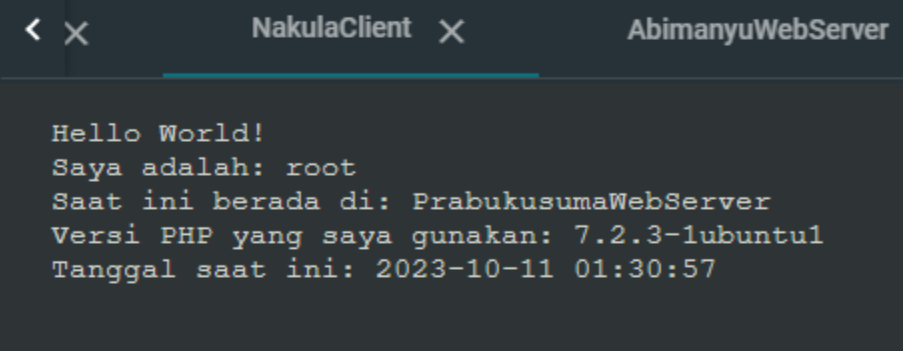 NakulaClient
AbimanyuWebServer
Hello World!
Saya adalah: root
Saat ini berada di: PrabukusumaWebServer
Versi PHP yang saya gunakan: 7.2.3-1ubuntu1
Tanggal saat ini: 2023-10-11 01:30:57